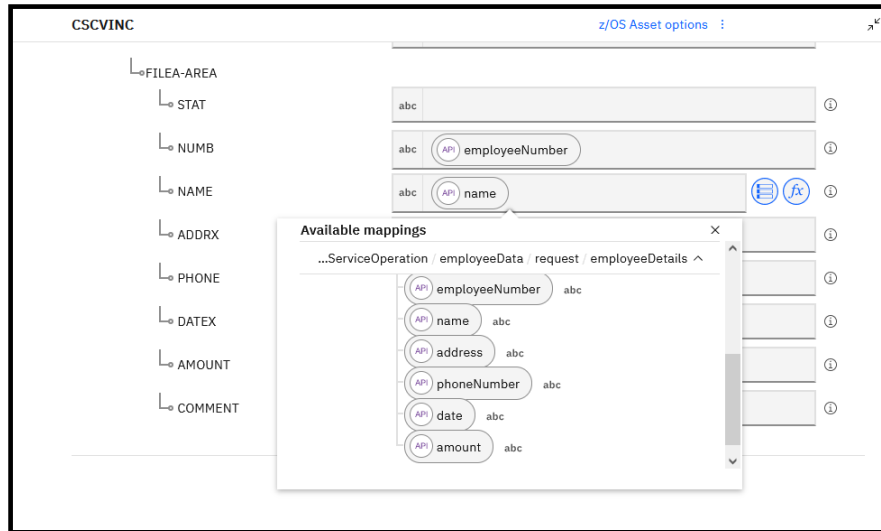 CSCVINC
z/OS Asset options
FILEA-AREA
STAT abc
NUMB abc API employeeNumber
NAME abc API name fx
ADDRX
PHONE
DATEX
AMOUNT
COMMENT
Available mappings
...ServiceOperation / employeeData / request / employeeDetails
API employeeNumber abc
API name abc
API address abc
API phoneNumber abc
API date abc
API amount abc